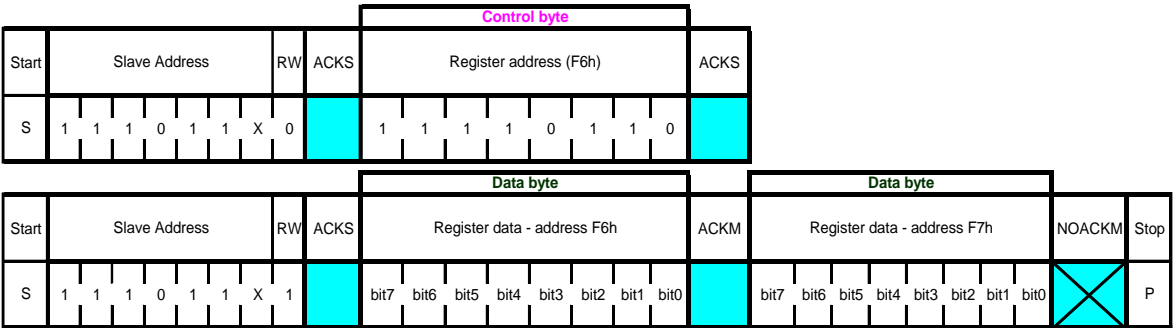 Control byte
Start Slave Address RW ACKS Register address (F6h) ACKS
S 1 1 1 0 1 1 X 0 1 1 1 1 0 1 1 0
Data byte Data byte
Start Slave Address RW ACKS Register data - address F6h ACKM Register data - address F7h NOACKM Stop
S 1 1 1 0 1 1 X 1 bit7 bit6 bit5 bit4 bit3 bit2 bit1 bit0 bit7 bit6 bit5 bit4 bit3 bit2 bit1 bit0 P